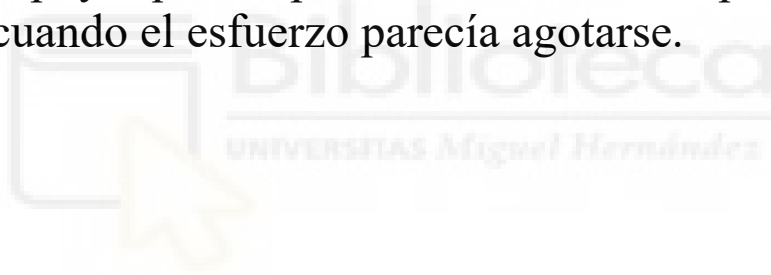 cuando el esfuerzo parecía agotarse.
Biblioteca
UNIVERSITAS Miguel Hernández